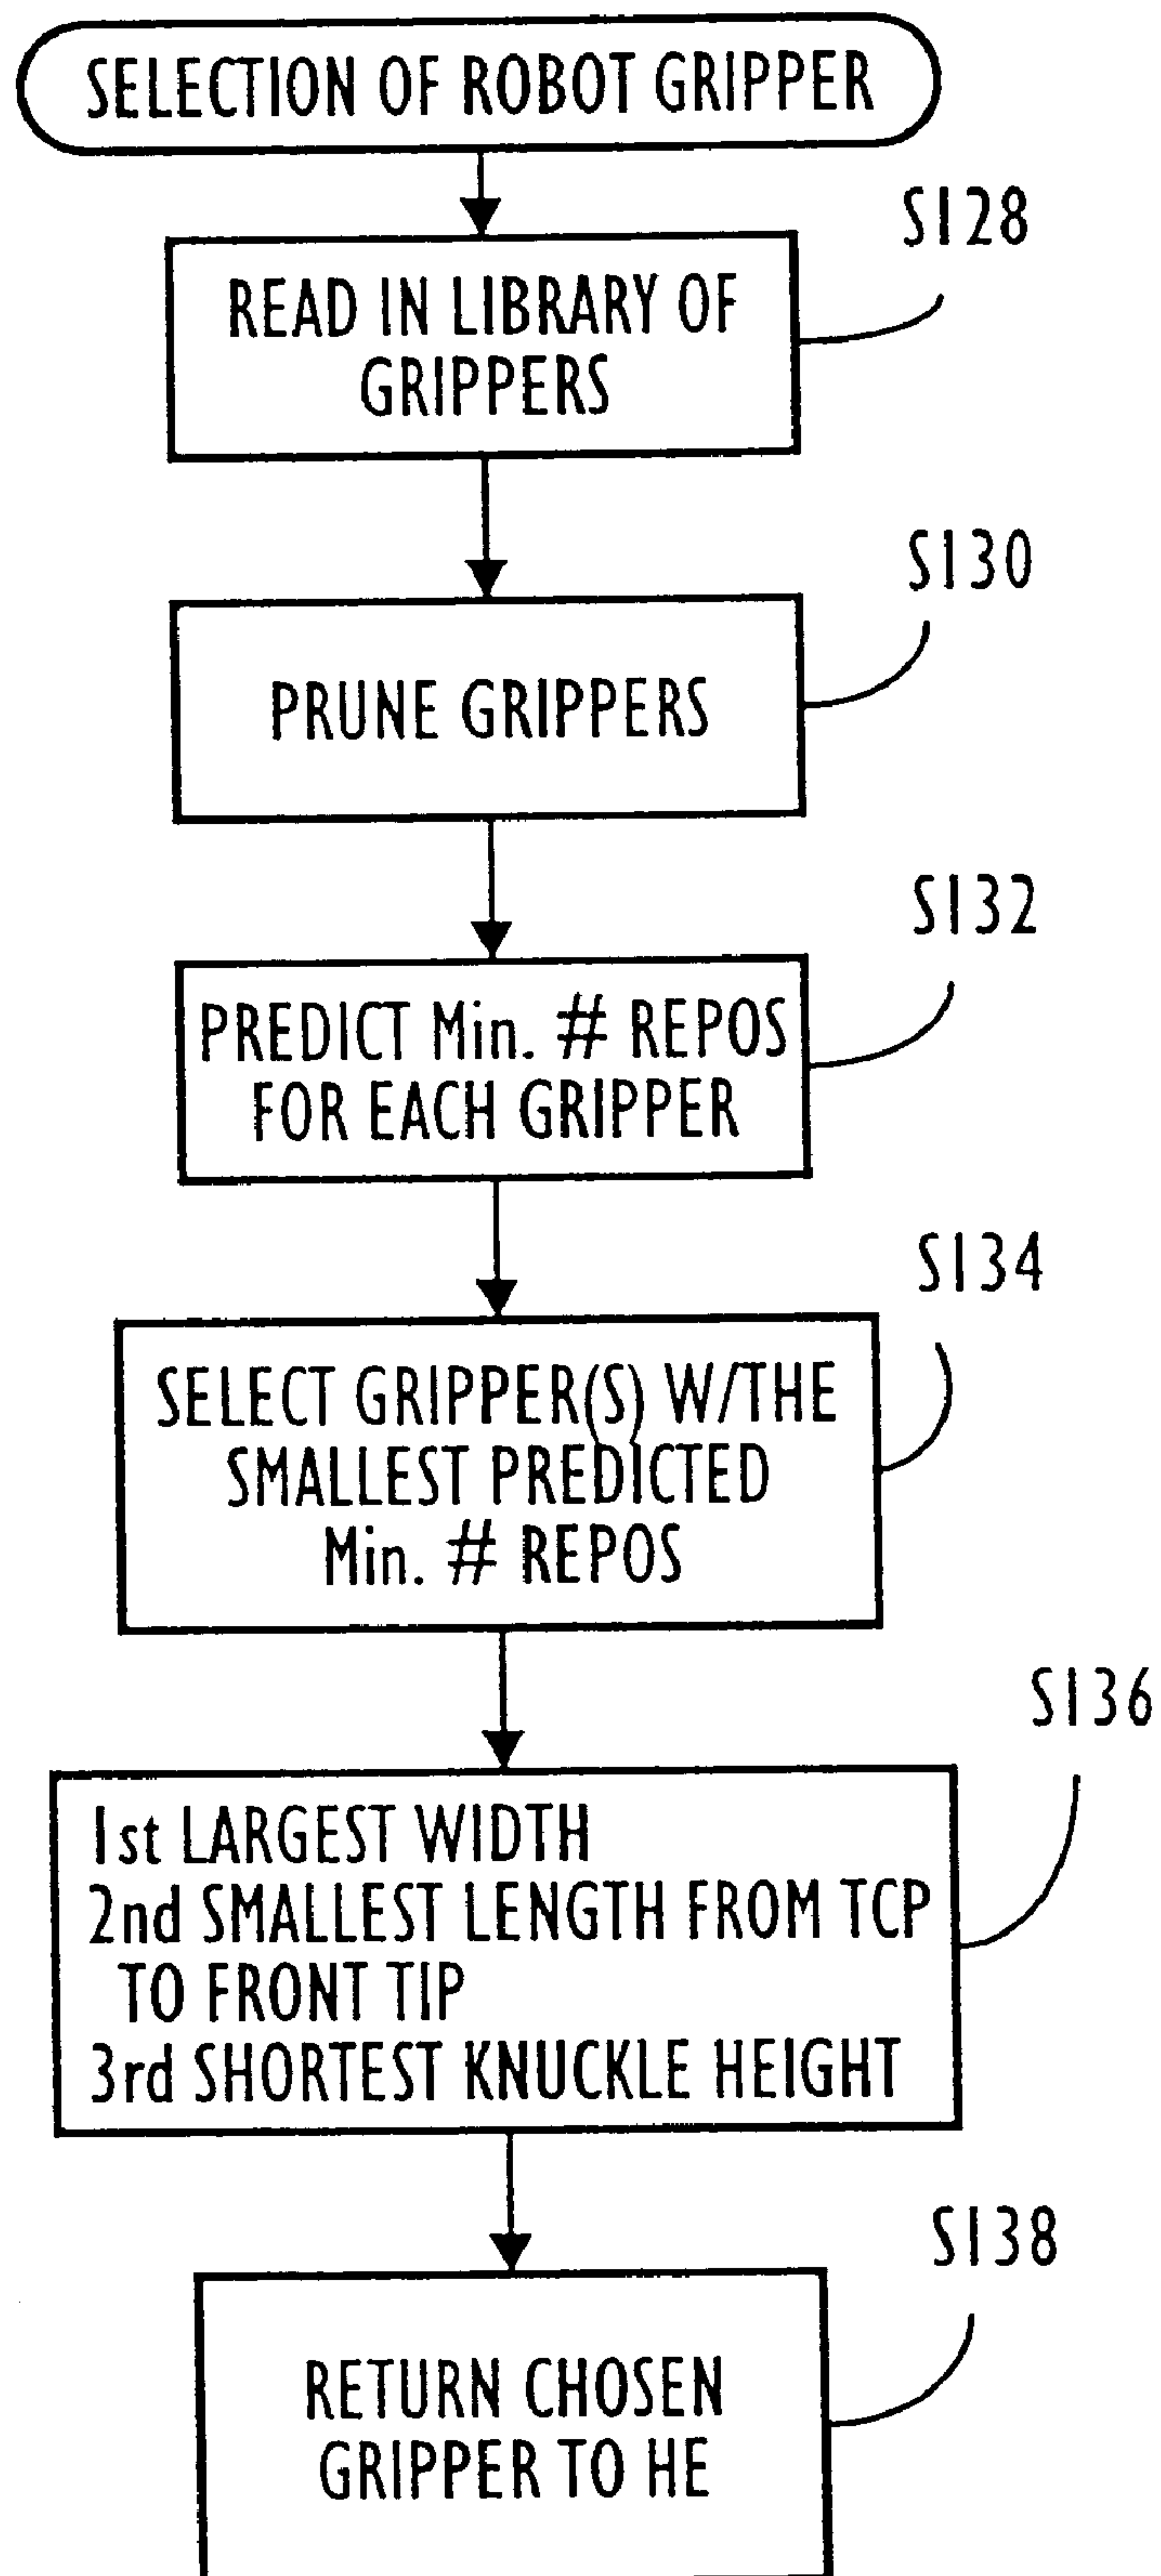 SELECTION OF ROBOT GRIPPER
S128
READ IN LIBRARY OF
GRIPPERS
S130
PRUNE GRIPPERS
S132
PREDICT Min. # REPOS
FOR EACH GRIPPER
S134
SELECT GRIPPER(S) W/THE
SMALLEST PREDICTED
Min. # REPOS
S136
1st LARGEST WIDTH
2nd SMALLEST LENGTH FROM TCP
TO FRONT TIP
3rd SHORTEST KNUCKLE HEIGHT
S138
RETURN CHOSEN
GRIPPER TO HE